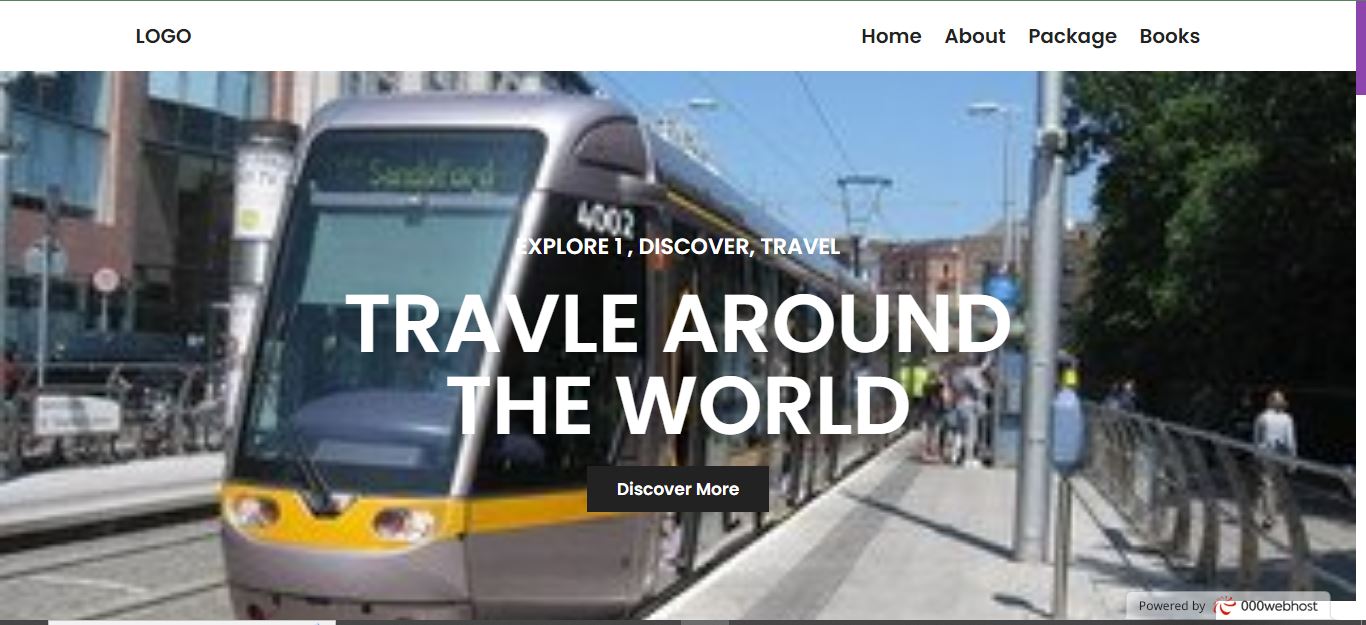 LOGO
Home About Package Books
Sandyford
4002
EXPLORE 1 , DISCOVER, TRAVEL
TRAVLE AROUND
THE WORLD
Discover More
Powered by 000webhost